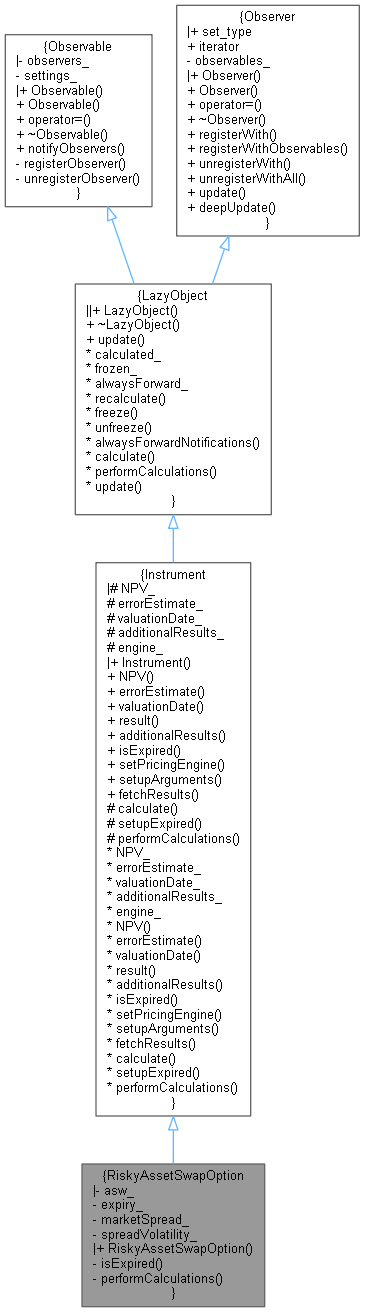 {Observable
|- observers_
- settings_
|+ Observable()
+ Observable()
+ operator=()
+ ~Observable()
+ notifyObservers()
- registerObserver()
- unregisterObserver()
}
{Observer
|+ set_type
+ iterator
- observables_
|+ Observer()
+ Observer()
+ operator=()
+ ~Observer()
+ registerWith()
+ registerWithObservables()
+ unregisterWith()
+ unregisterWithAll()
+ update()
+ deepUpdate()
}
{LazyObject
||+ LazyObject()
+ ~LazyObject()
+ update()
* calculated_
* frozen_
* alwaysForward_
* recalculate()
* freeze()
* unfreeze()
* alwaysForwardNotifications()
* calculate()
* performCalculations()
* update()
}
{Instrument
|# NPV_
# errorEstimate_
# valuationDate_
# additionalResults_
# engine_
|+ Instrument()
+ NPV()
+ errorEstimate()
+ valuationDate()
+ result()
+ additionalResults()
+ isExpired()
+ setPricingEngine()
+ setupArguments()
+ fetchResults()
# calculate()
# setupExpired()
# performCalculations()
* NPV_
* errorEstimate_
* valuationDate_
* additionalResults_
* engine_
* NPV()
* errorEstimate()
* valuationDate()
* result()
* additionalResults()
* isExpired()
* setPricingEngine()
* setupArguments()
* fetchResults()
* calculate()
* setupExpired()
* performCalculations()
}
{RiskyAssetSwapOption
|- asw_
- expiry_
- marketSpread_
- spreadVolatility_
|+ RiskyAssetSwapOption()
- isExpired()
- performCalculations()
}